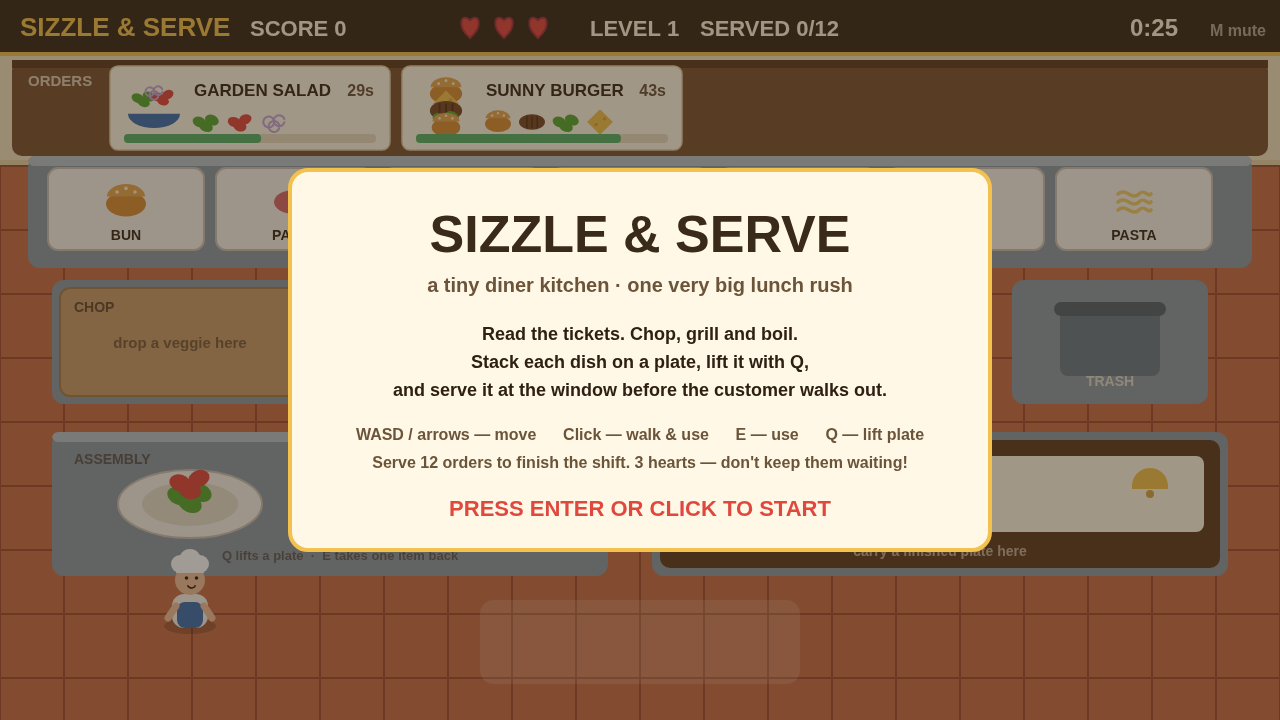 SIZZLE & SERVE SCORE 0 LEVEL 1 SERVED 0/12 0:25 M mute
ORDERS GARDEN SALAD 29s SUNNY BURGER 43s
BUN PA PASTA
SIZZLE & SERVE
a tiny diner kitchen · one very big lunch rush
Read the tickets. Chop, grill and boil.
Stack each dish on a plate, lift it with Q,
and serve it at the window before the customer walks out.
WASD / arrows — move Click — walk & use E — use Q — lift plate
Serve 12 orders to finish the shift. 3 hearts — don't keep them waiting!
PRESS ENTER OR CLICK TO START
CHOP
drop a veggie here
TRASH
ASSEMBLY
Q lifts a plate · E takes one item back
carry a finished plate here